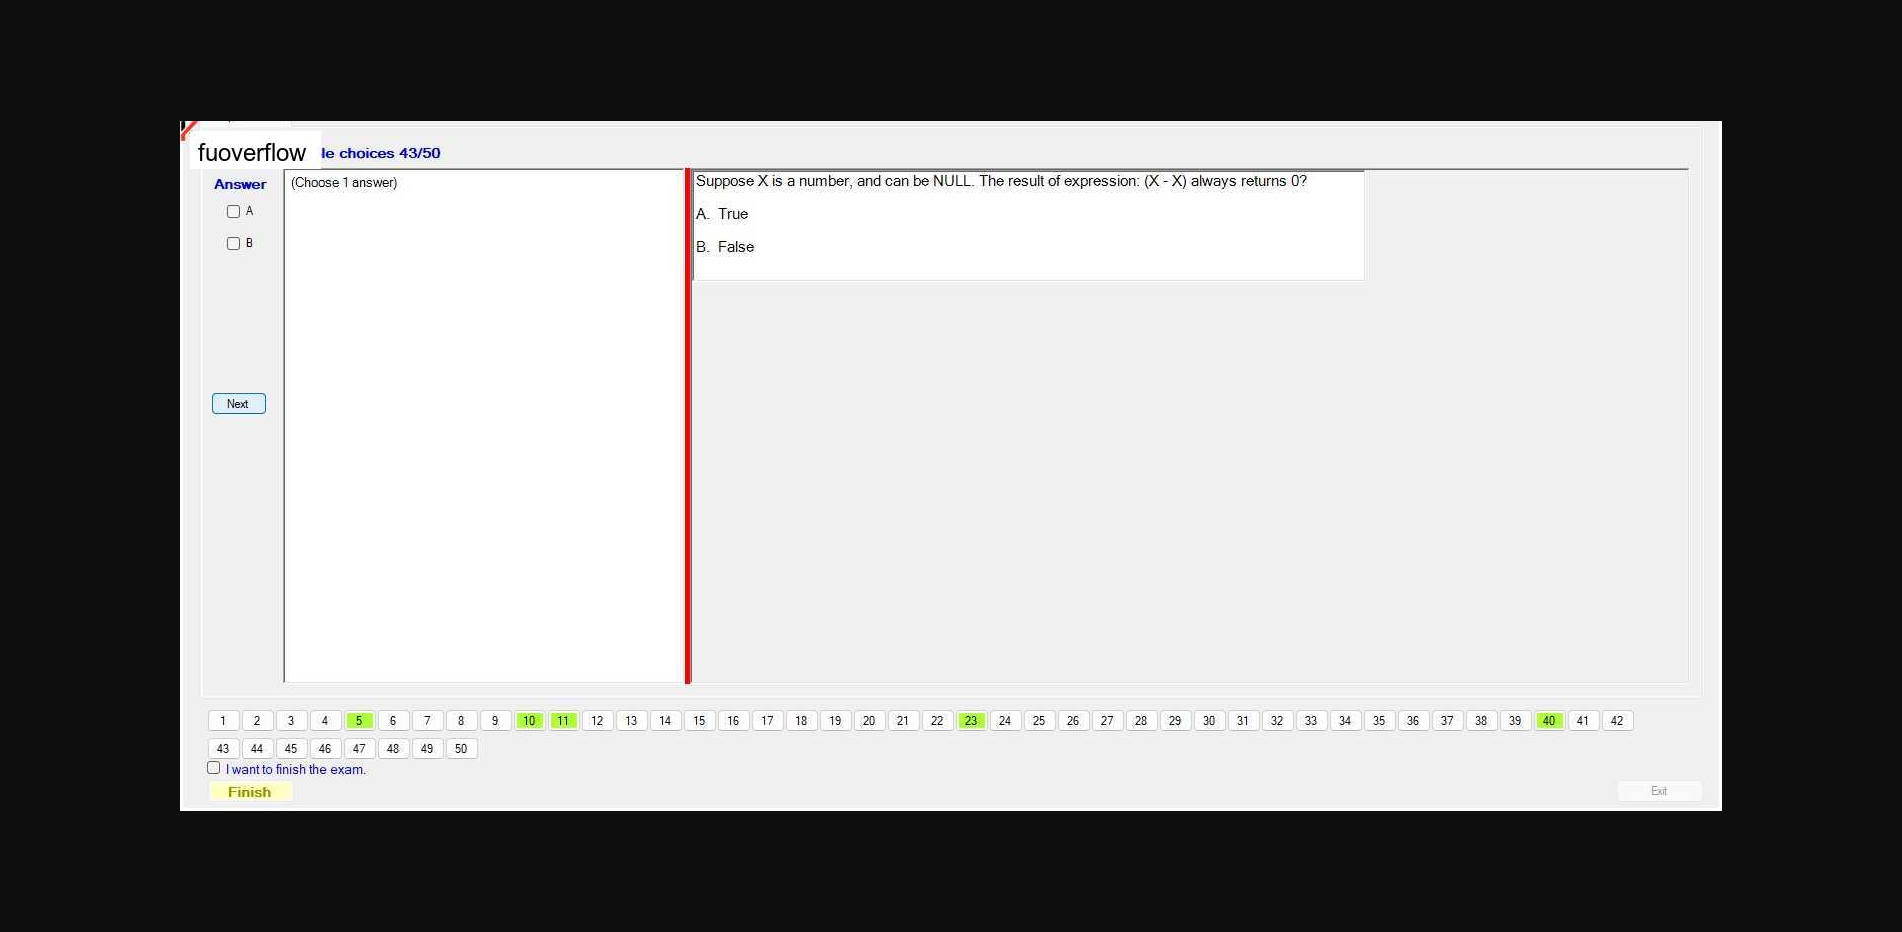 fuoverflow
le choices 43/50
Answer
(Choose 1 answer)
A
B
Suppose X is a number, and can be NULL. The result of expression: (X - X) always returns 0?
A. True
B. False
Next
1 2 3 4 5 6 7 8 9 10 11 12 13 14 15 16 17 18 19 20 21 22 23 24 25 26 27 28 29 30 31 32 33 34 35 36 37 38 39 40 41 42
43 44 45 46 47 48 49 50
I want to finish the exam.
Finish
Exit